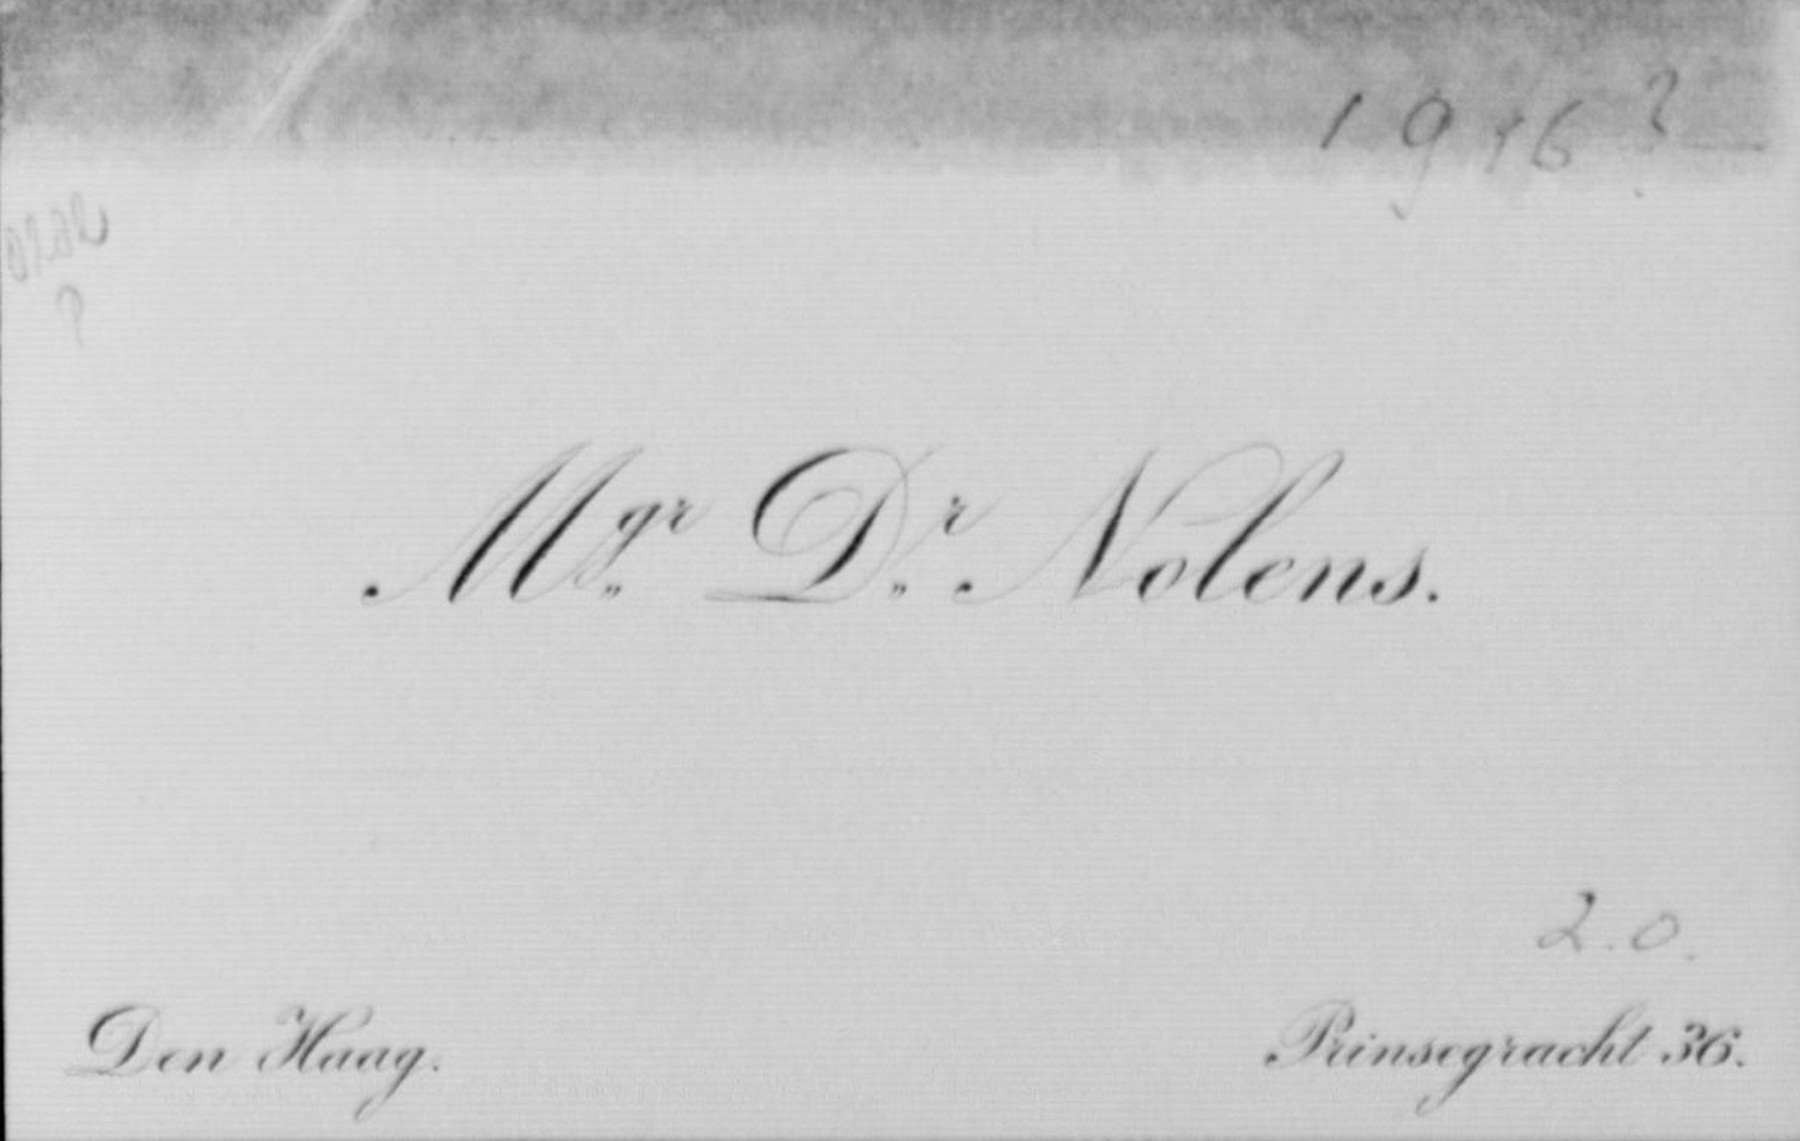 1916?
Mgr. Dr. Nolens.
2.0.
Den Haag. Prinsegracht 36.